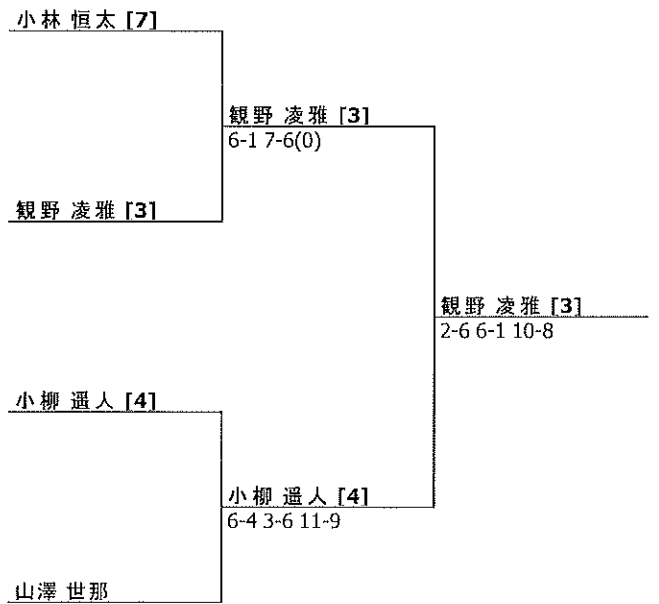 小林 恒太 [7]
観野 凌雅 [3]
6-1 7-6(0)
観野 凌雅 [3]
観野 凌雅 [3]
2-6 6-1 10-8
小柳 遥人 [4]
小柳 遥人 [4]
6-4 3-6 11-9
山澤 世那